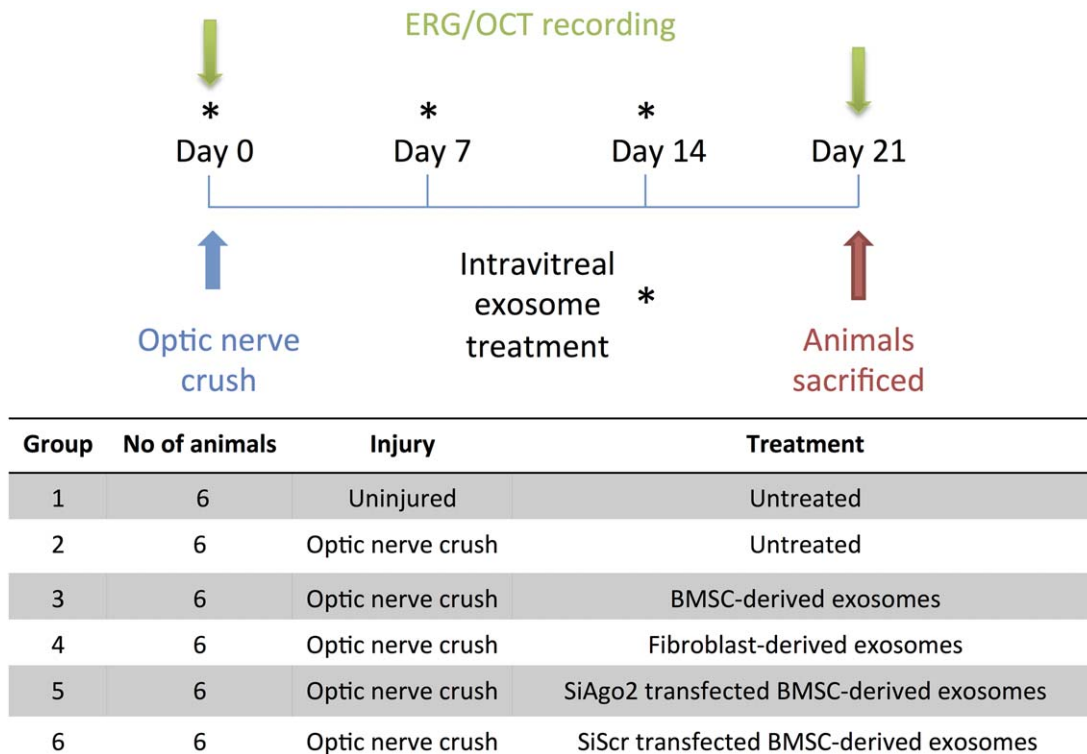 ERG/OCT recording
* * *
Day 0 Day 7 Day 14 Day 21
Intravitreal
exosome *
treatment
Optic nerve
crush
Animals
sacrificed
Group No of animals Injury Treatment
1 6 Uninjured Untreated
2 6 Optic nerve crush Untreated
3 6 Optic nerve crush BMSC-derived exosomes
4 6 Optic nerve crush Fibroblast-derived exosomes
5 6 Optic nerve crush SiAgo2 transfected BMSC-derived exosomes
6 6 Optic nerve crush SiScr transfected BMSC-derived exosomes